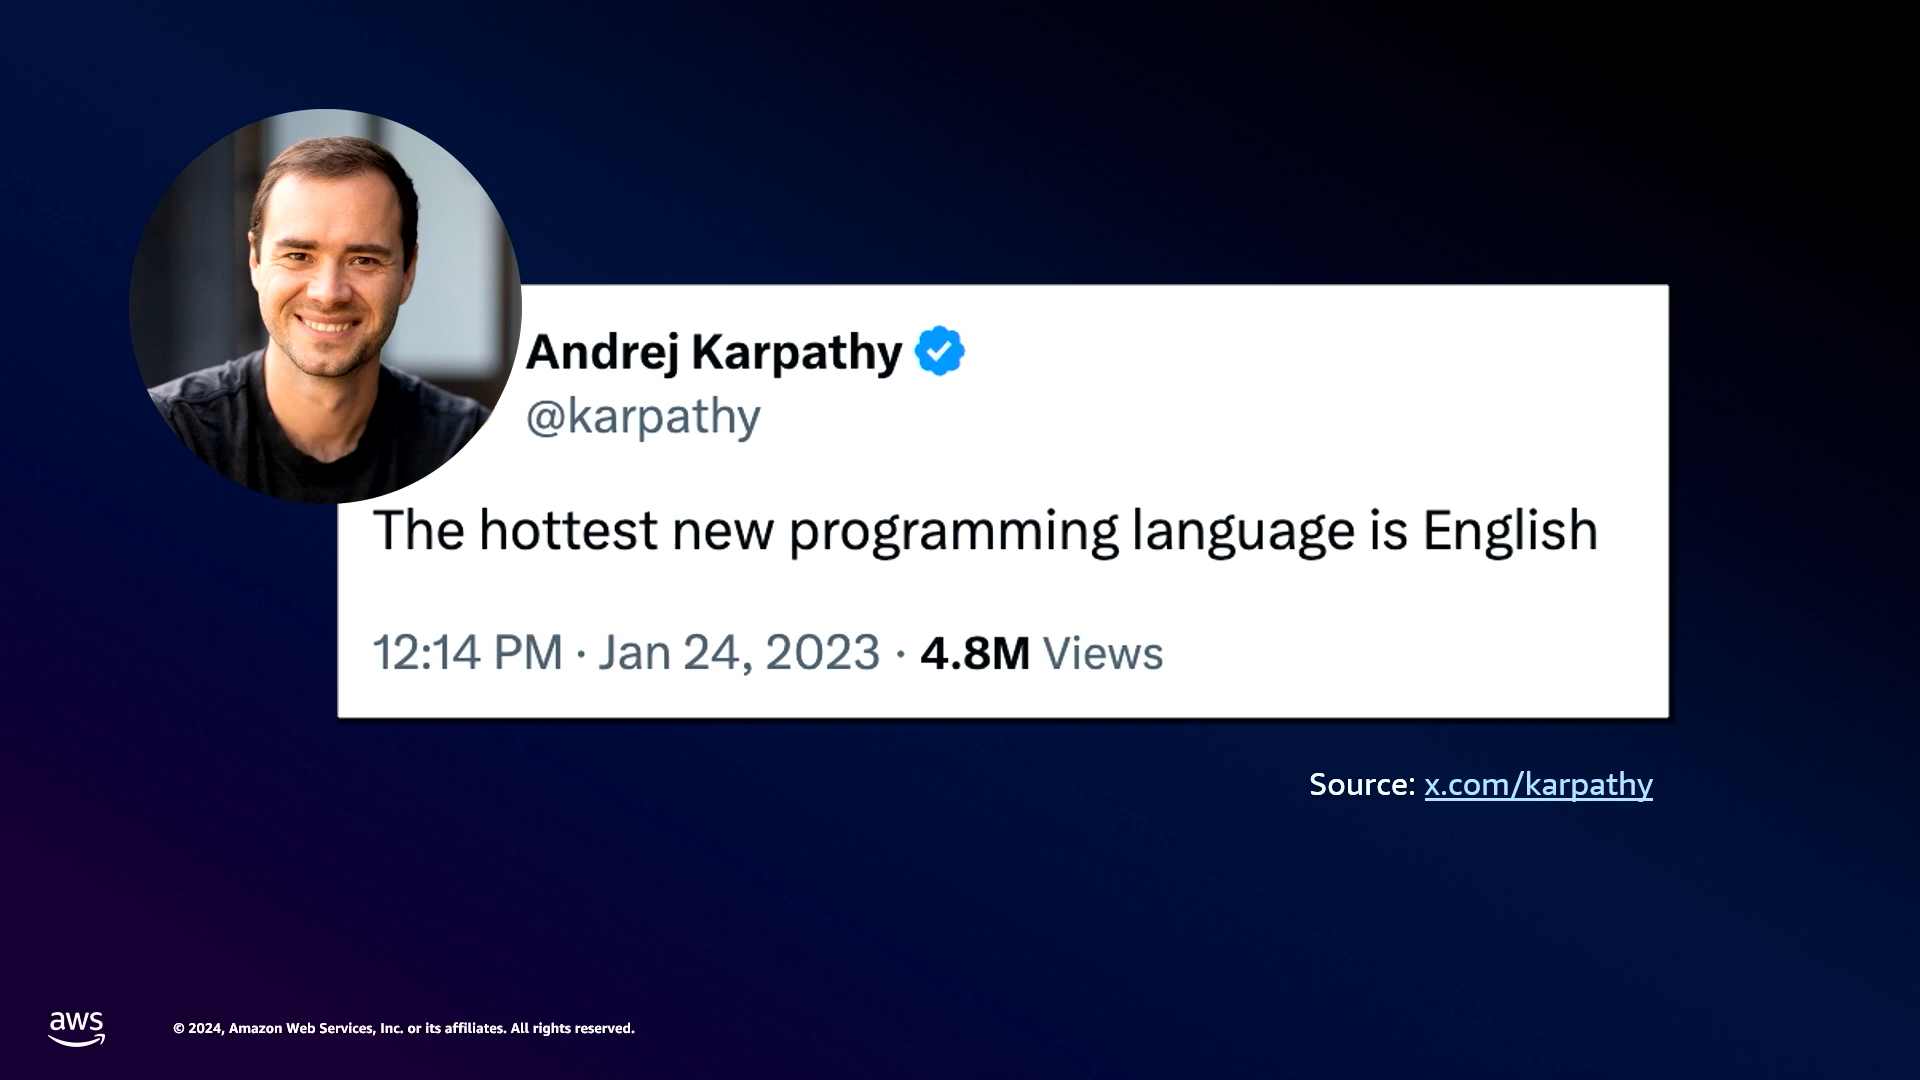 Andrej Karpathy
@karpathy
The hottest new programming language is English
12:14 PM · Jan 24, 2023 · 4.8M Views
Source: x.com/karpathy
aws
© 2024, Amazon Web Services, Inc. or its affiliates. All rights reserved.